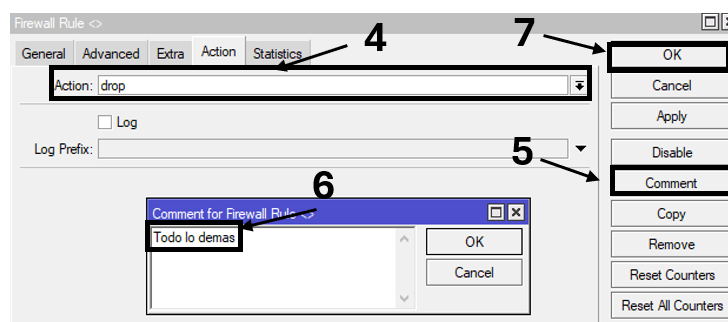 Firewall Rule <>
7
4
General Advanced Extra Action Statistics
OK
Action: drop
Cancel
Log
Apply
Log Prefix:
5
Disable
Comment
6
Comment for Firewall Rule <>
Todo lo demas
OK
Cancel
Copy
Remove
Reset Counters
Reset All Counters